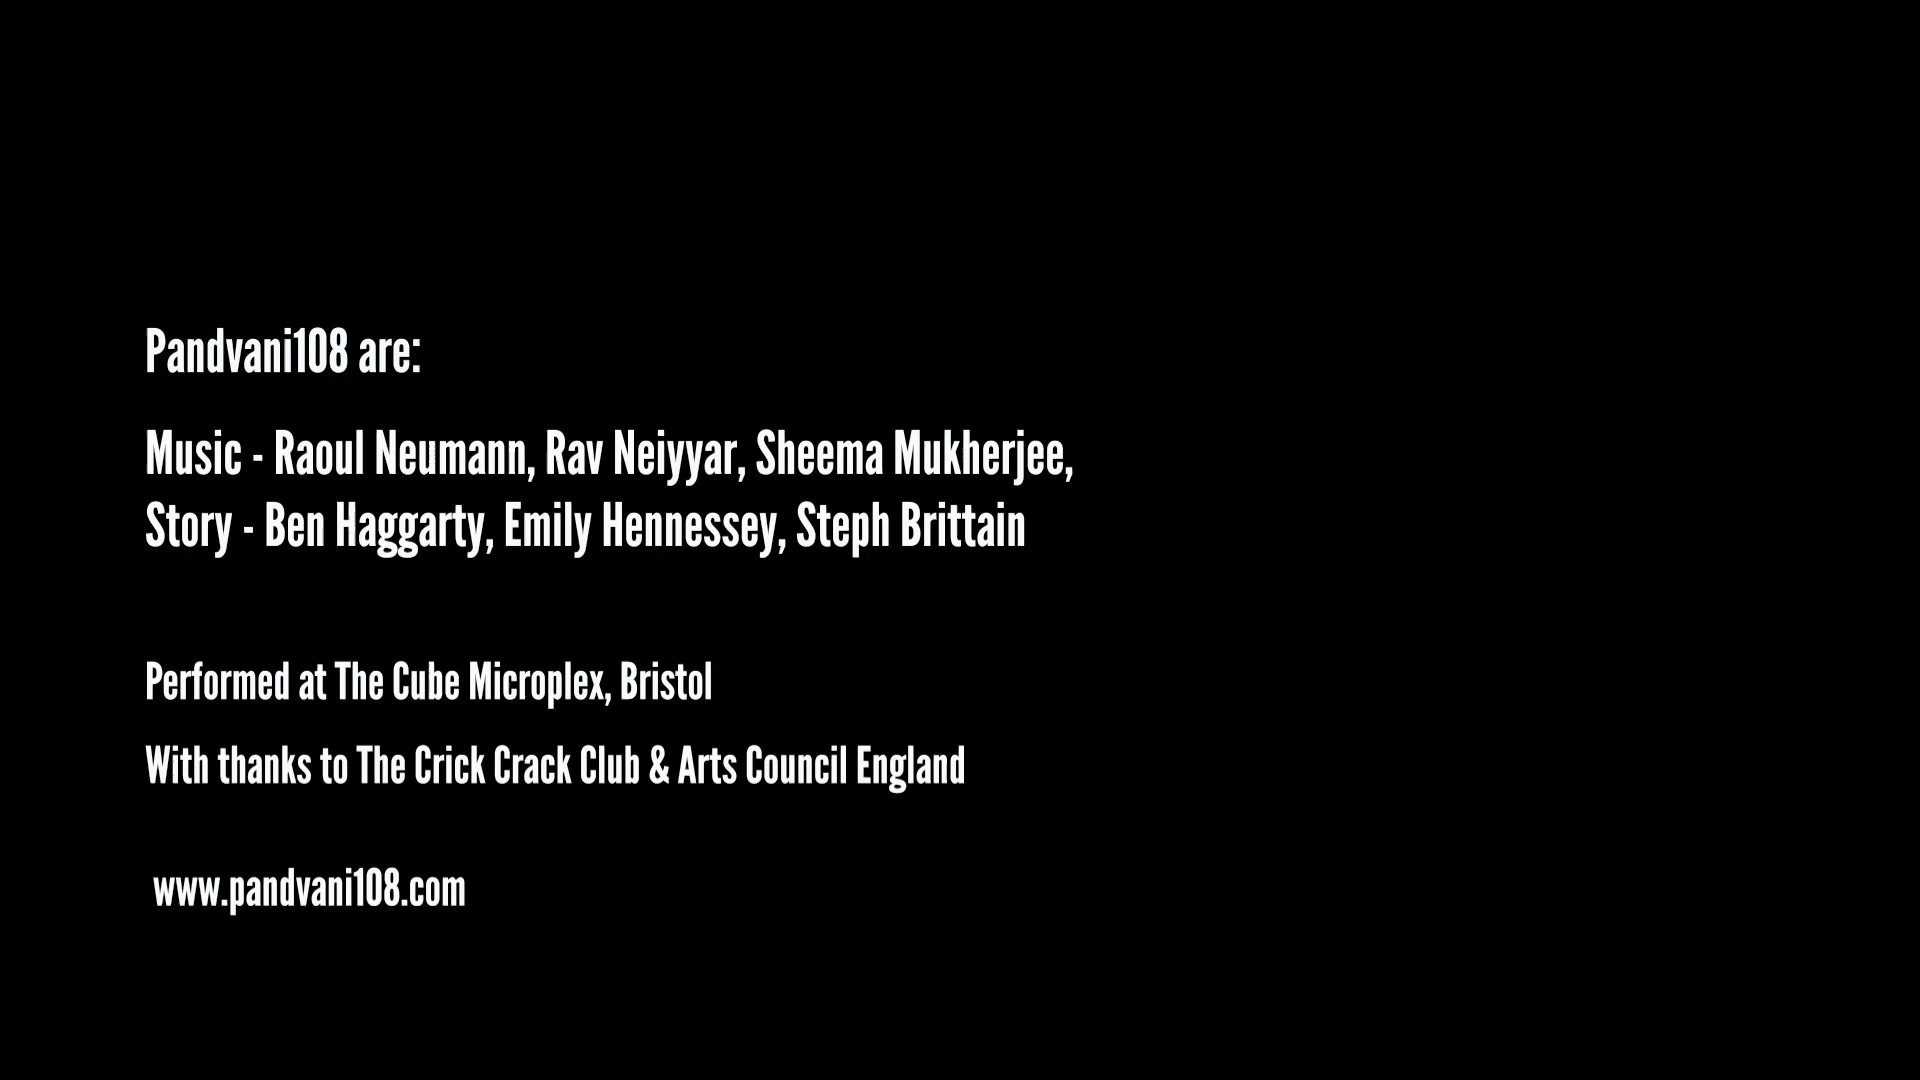 Pandvani108 are:
Music - Raoul Neumann, Rav Neiyyar, Sheema Mukherjee,
Story - Ben Haggarty, Emily Hennessey, Steph Brittain
Performed at The Cube Microplex, Bristol
With thanks to The Crick Crack Club & Arts Council England
www.pandvani108.com